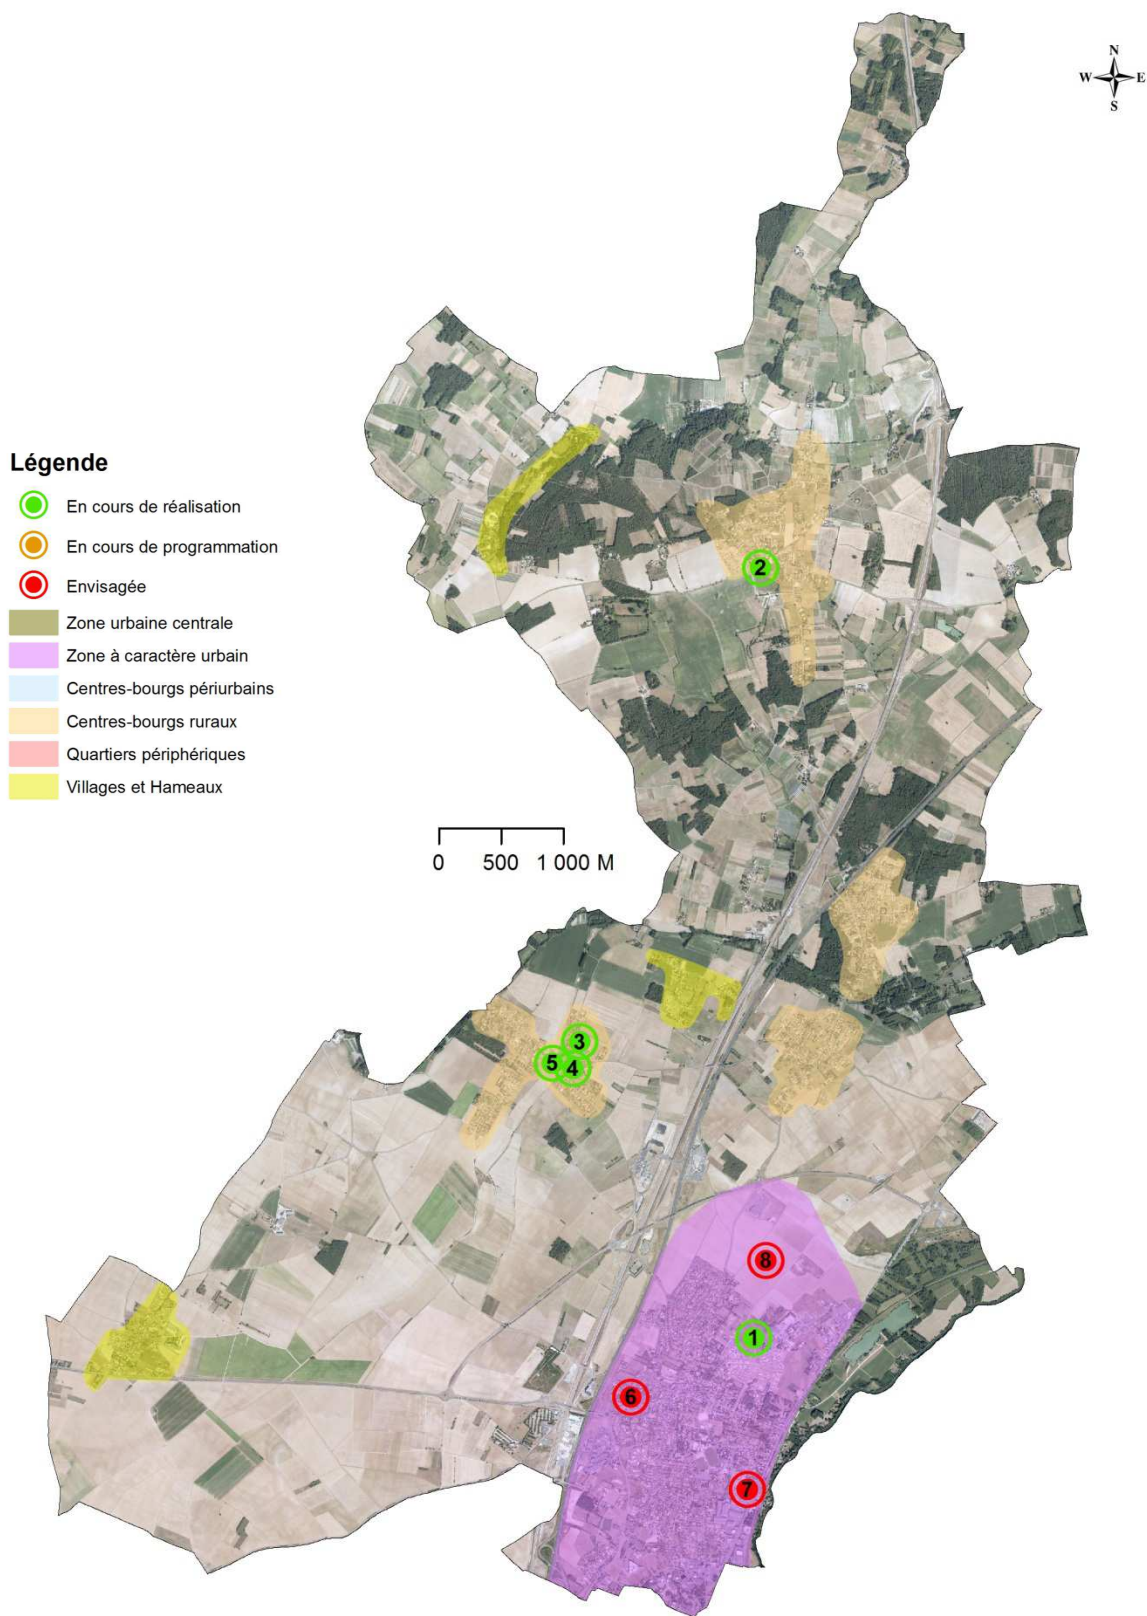 N
W E
S
Légende
En cours de réalisation
En cours de programmation
Envisagée
Zone urbaine centrale
Zone à caractère urbain
Centres-bourgs périurbains
Centres-bourgs ruraux
Quartiers périphériques
Villages et Hameaux
0 500 1 000 M
2
3
5
4
8
1
6
7